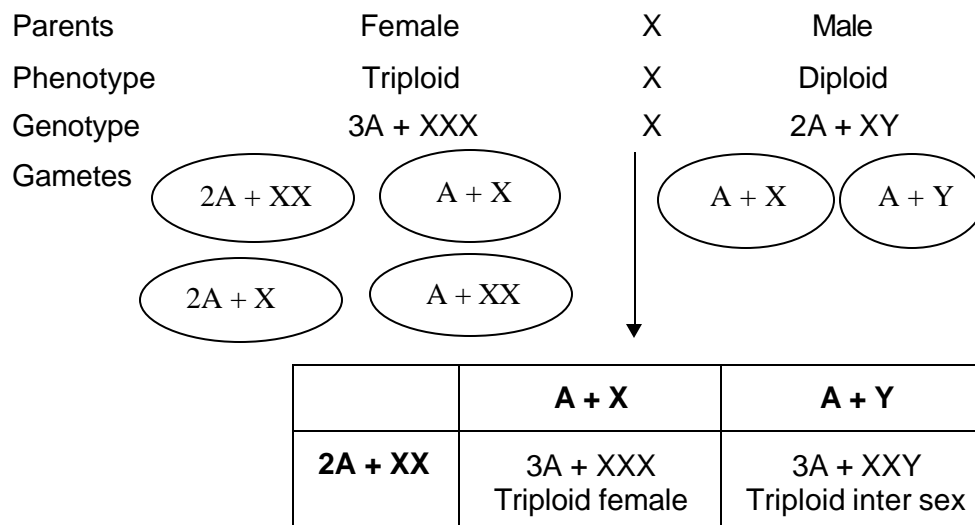 Parents Female X Male
Phenotype Triploid X Diploid
Genotype 3A + XXX X 2A + XY
Gametes 2A + XX A + X A + X A + Y
2A + X A + XX
A + X A + Y
2A + XX 3A + XXX 3A + XXY
Triploid female Triploid inter sex